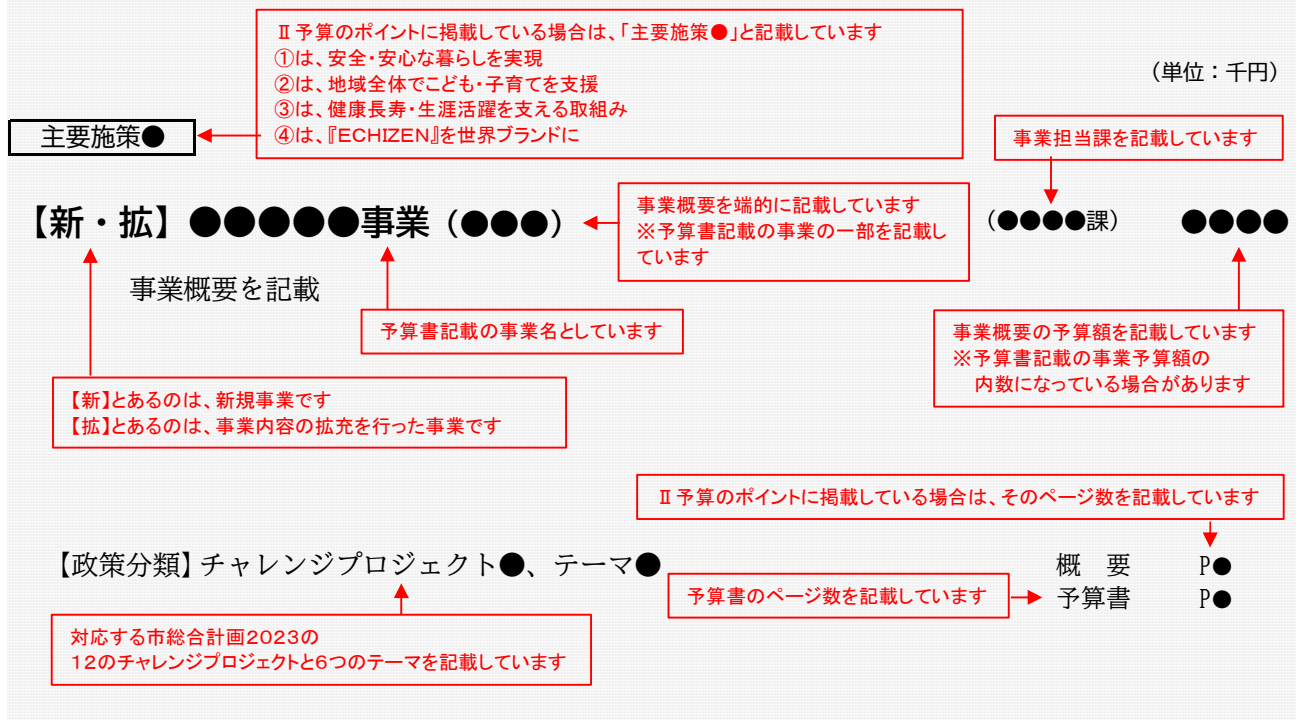 Ⅱ予算のポイントに掲載している場合は、「主要施策●」と記載しています
①は、安全・安心な暮らしを実現
②は、地域全体でこども・子育てを支援
③は、健康長寿・生涯活躍を支える取組み
④は、『ECHIZEN』を世界ブランドに
（単位：千円）
主要施策●
事業担当課を記載しています
【新・拡】●●●●●事業（●●●）
事業概要を端的に記載しています
※予算書記載の事業の一部を記載し
ています
（●●●●課）
●●●●
事業概要を記載
予算書記載の事業名としています
事業概要の予算額を記載しています
※予算書記載の事業予算額の
内数になっている場合があります
【新】とあるのは、新規事業です
【拡】とあるのは、事業内容の拡充を行った事業です
Ⅱ予算のポイントに掲載している場合は、そのページ数を記載しています
【政策分類】チャレンジプロジェクト●、テーマ●
概　要　P●
予算書のページ数を記載しています
予算書　P●
対応する市総合計画2023の
12のチャレンジプロジェクトと6つのテーマを記載しています